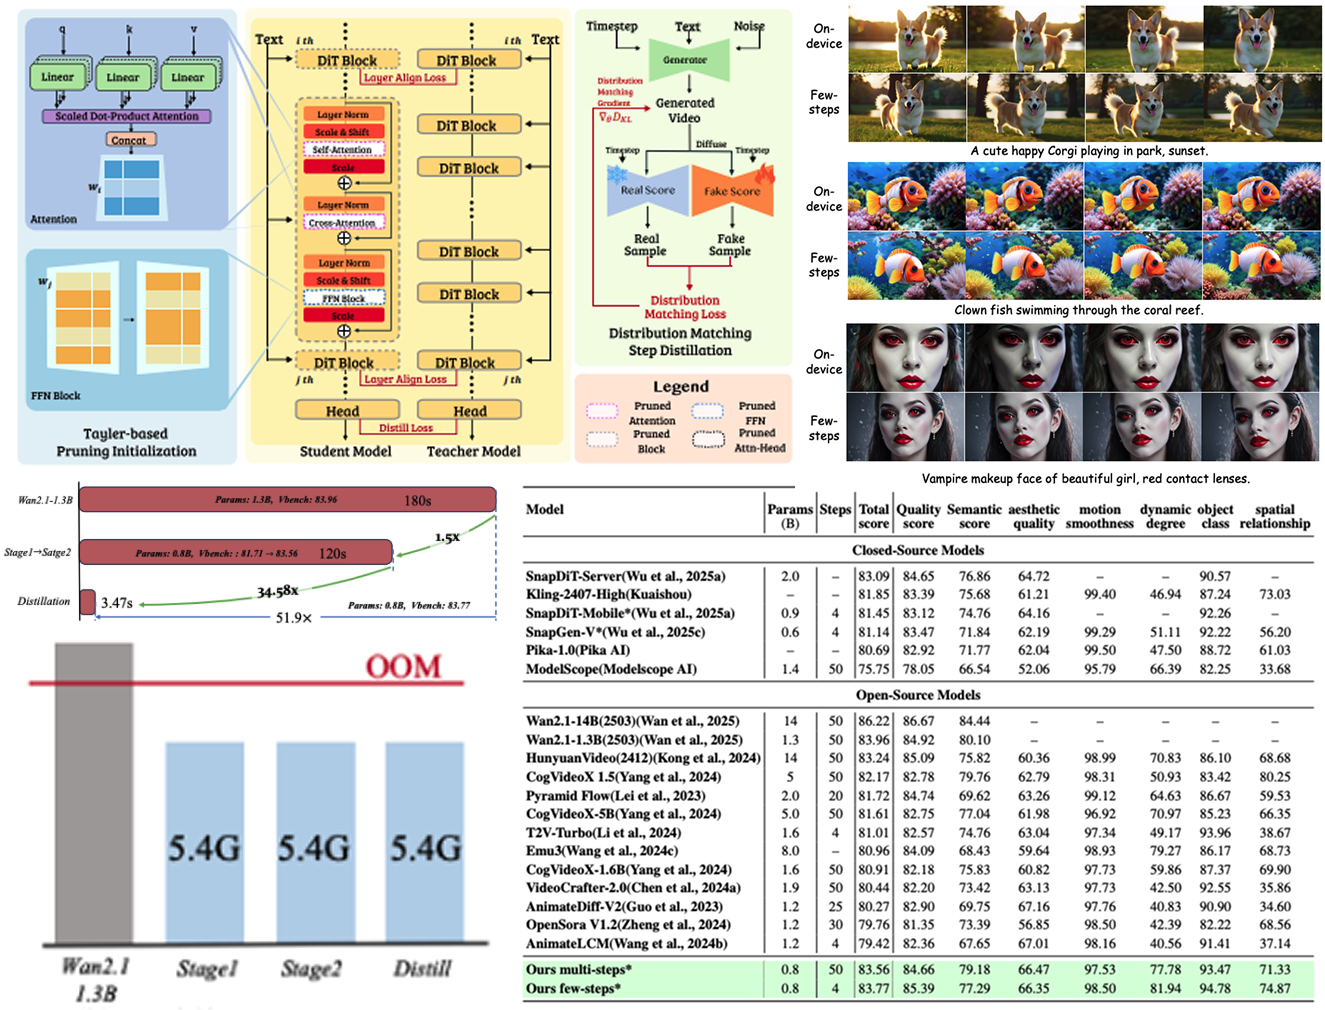 q k v
Linear Linear Linear
Scaled Dot-Product Attention
Concat
Wi
Attention
Wj
FFN Block
Tayler-based
Pruning Initialization
Text i th i th Text
DiT Block DiT Block
Layer Align Loss
Layer Norm
Scale & Shift
Self-Attention
Scale
Layer Norm
Cross-Attention
Layer Norm
Scale & Shift
FFN Block
Scale
DiT Block
DiT Block
DiT Block
DiT Block
DiT Block DiT Block
j th Layer Align Loss j th
Head Head
Distill Loss
Student Model Teacher Model
Timestep Text Noise
Generator
Distribution
Matching
Gradient
∇θDKL
Generated
Video
Diffuse
Timestep Timestep
Real Score Fake Score
Real
Sample
Fake
Sample
Distribution
Matching Loss
Distribution Matching
Step Distillation
Legend
Pruned
Attention
Pruned
FFN
Pruned
Block
Pruned
Attn-Head
On-
device
Few-
steps
A cute happy Corgi playing in park, sunset.
On-
device
Few-
steps
Clown fish swimming through the coral reef.
On-
device
Few-
steps
Vampire makeup face of beautiful girl, red contact lenses.
Wan2.1-1.3B Params: 1.3B, Vbench: 83.96 180s
1.5x
Stage1→Satge2 Params: 0.8B, Vbench: : 81.71 → 83.56 120s
34.58x
Distillation 3.47s Params: 0.8B, Vbench: 83.77
51.9×
OOM
5.4G 5.4G 5.4G
Wan2.1
1.3B
Stage1 Stage2 Distill
Model Params (B) Steps Total score Quality score Semantic score aesthetic quality motion smoothness dynamic degree object class spatial relationship
Closed-Source Models
SnapDiT-Server(Wu et al., 2025a) 2.0 – 83.09 84.65 76.86 64.72 – – 90.57 –
Kling-2407-High(Kuaishou) – – 81.85 83.39 75.68 61.21 99.40 46.94 87.24 73.03
SnapDiT-Mobile*(Wu et al., 2025a) 0.9 4 81.45 83.12 74.76 64.16 – – 92.26 –
SnapGen-V*(Wu et al., 2025c) 0.6 4 81.14 83.47 71.84 62.19 99.29 51.11 92.22 56.20
Pika-1.0(Pika AI) – – 80.69 82.92 71.77 62.04 99.50 47.50 88.72 61.03
ModelScope(Modelscope AI) 1.4 50 75.75 78.05 66.54 52.06 95.79 66.39 82.25 33.68
Open-Source Models
Wan2.1-14B(2503)(Wan et al., 2025) 14 50 86.22 86.67 84.44 – – – – –
Wan2.1-1.3B(2503)(Wan et al., 2025) 1.3 50 83.96 84.92 80.10 – – – – –
HunyuanVideo(2412)(Kong et al., 2024) 14 50 83.24 85.09 75.82 60.36 98.99 70.83 86.10 68.68
CogVideoX 1.5(Yang et al., 2024) 5 50 82.17 82.78 79.76 62.79 98.31 50.93 83.42 80.25
Pyramid Flow(Lei et al., 2023) 2.0 20 81.72 84.74 69.62 63.26 99.12 64.63 86.67 59.53
CogVideoX-5B(Yang et al., 2024) 5.0 50 81.61 82.75 77.04 61.98 96.92 70.97 85.23 66.35
T2V-Turbo(Li et al., 2024) 1.6 4 81.01 82.57 74.76 63.04 97.34 49.17 93.96 38.67
Emu3(Wang et al., 2024c) 8.0 – 80.96 84.09 68.43 59.64 98.93 79.27 86.17 68.73
CogVideoX-1.6B(Yang et al., 2024) 1.6 50 80.91 82.18 75.83 60.82 97.73 59.86 87.37 69.90
VideoCrafter-2.0(Chen et al., 2024a) 1.9 50 80.44 82.20 73.42 63.13 97.73 42.50 92.55 35.86
AnimateDiff-V2(Guo et al., 2023) 1.2 25 80.27 82.90 69.75 67.16 97.76 40.83 90.90 34.60
OpenSora V1.2(Zheng et al., 2024) 1.2 30 79.76 81.35 73.39 56.85 98.50 42.39 82.22 68.56
AnimateLCM(Wang et al., 2024b) 1.2 4 79.42 82.36 67.65 67.01 98.16 40.56 91.41 37.14
Ours multi-steps* 0.8 50 83.56 84.66 79.18 66.47 97.53 77.78 93.47 71.33
Ours few-steps* 0.8 4 83.77 85.39 77.29 66.35 98.50 81.94 94.78 74.87